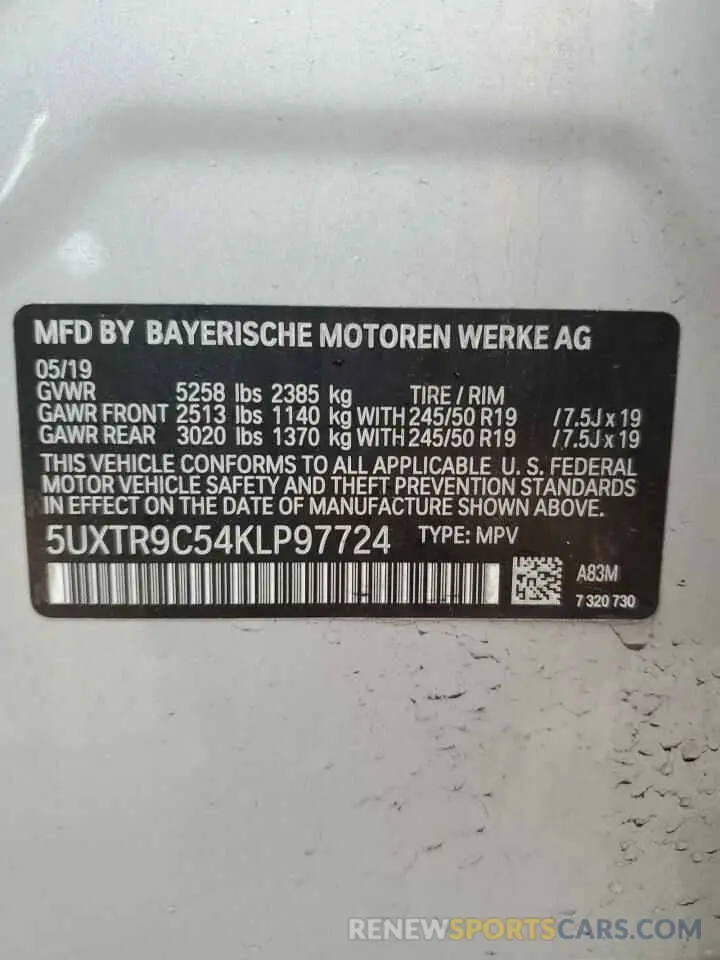 MFD BY BAYERISCHE MOTOREN WERKE AG
05/19
GVWR 5258 lbs 2385 kg TIRE / RIM
GAWR FRONT 2513 lbs 1140 kg WITH 245/50 R19 /7.5J x 19
GAWR REAR 3020 lbs 1370 kg WITH 245/50 R19 /7.5J x 19
THIS VEHICLE CONFORMS TO ALL APPLICABLE U. S. FEDERAL
MOTOR VEHICLE SAFETY AND THEFT PREVENTION STANDARDS
IN EFFECT ON THE DATE OF MANUFACTURE SHOWN ABOVE.
5UXTR9C54KLP97724 TYPE: MPV
A83M
7 320 730
RENEWSPORTSCARS.COM